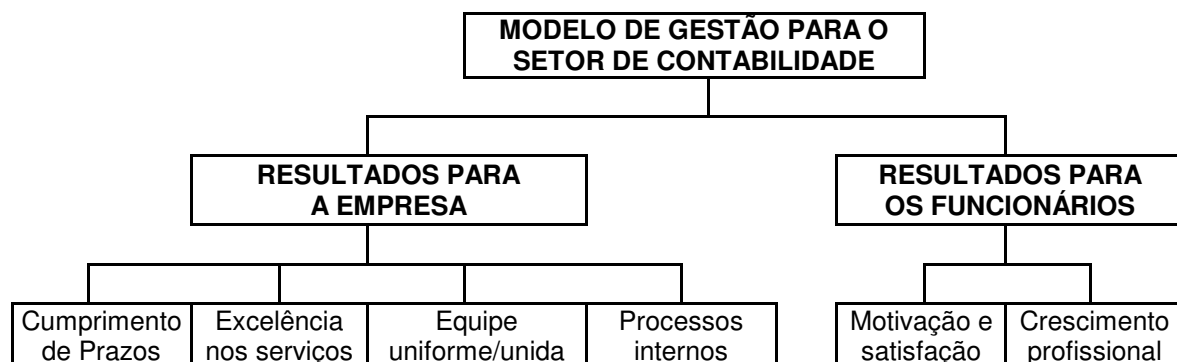 MODELO DE GESTÃO PARA O
SETOR DE CONTABILIDADE
RESULTADOS PARA
A EMPRESA
RESULTADOS PARA
OS FUNCIONÁRIOS
Cumprimento
de Prazos
Excelência
nos serviços
Equipe
uniforme/unida
Processos
internos
Motivação e
satisfação
Crescimento
profissional